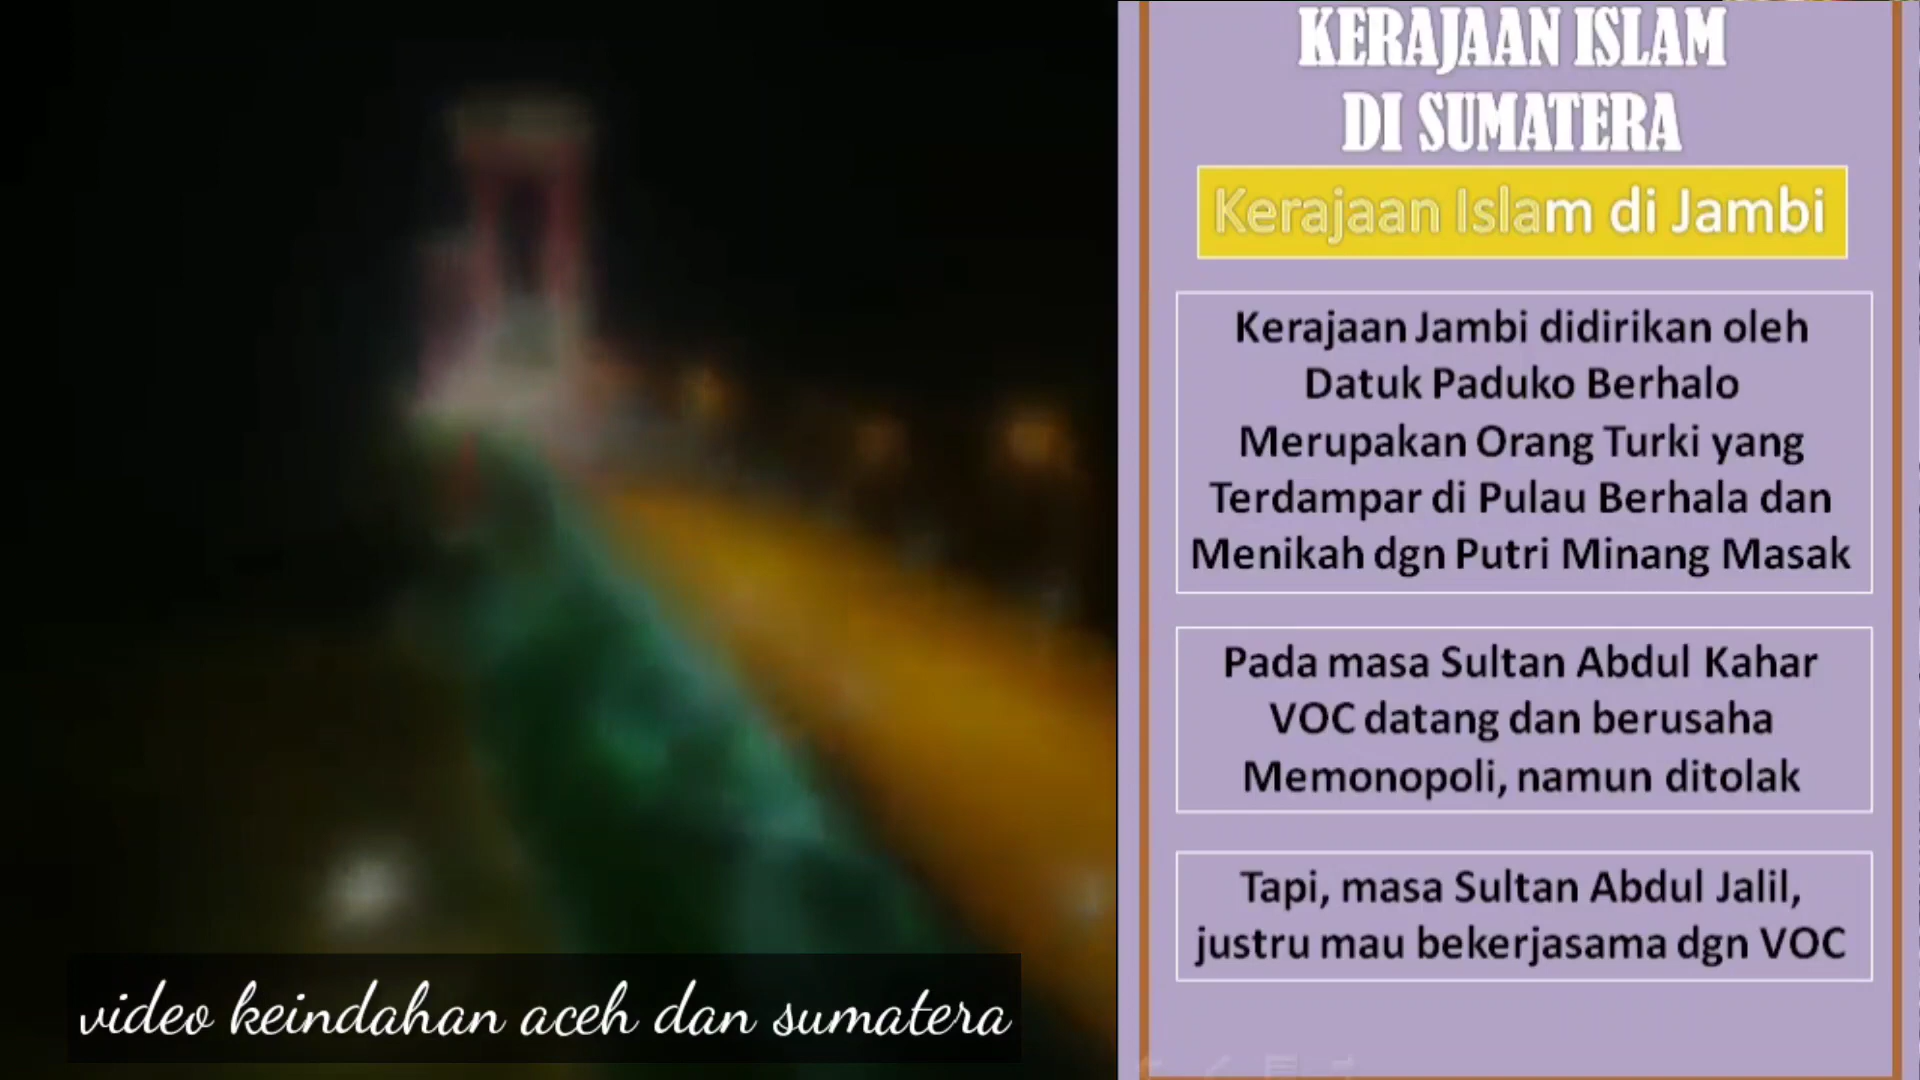 KERAJAAN ISLAM
DI SUMATERA
Kerajaan Islam di Jambi
Kerajaan Jambi didirikan oleh
Datuk Paduko Berhalo
Merupakan Orang Turki yang
Terdampar di Pulau Berhala dan
Menikah dgn Putri Minang Masak
Pada masa Sultan Abdul Kahar
VOC datang dan berusaha
Memonopoli, namun ditolak
Tapi, masa Sultan Abdul Jalil,
justru mau bekerjasama dgn VOC
video keindahan aceh dan sumatera